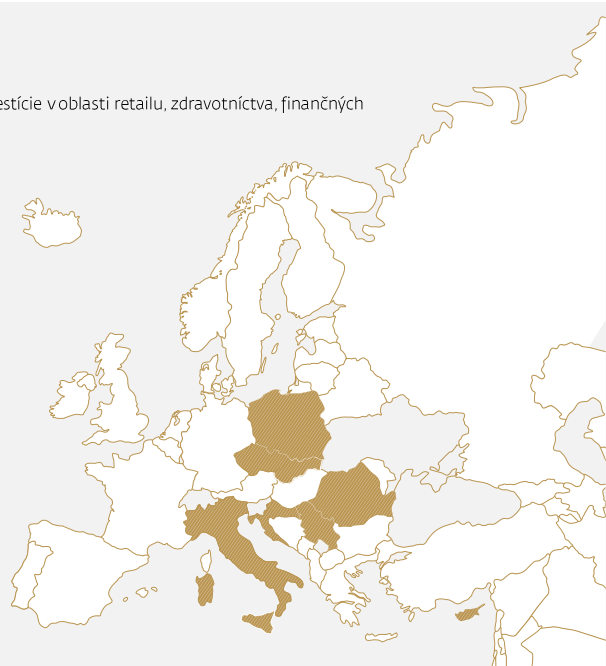 estície v oblasti retailu, zdravotníctva, finančných